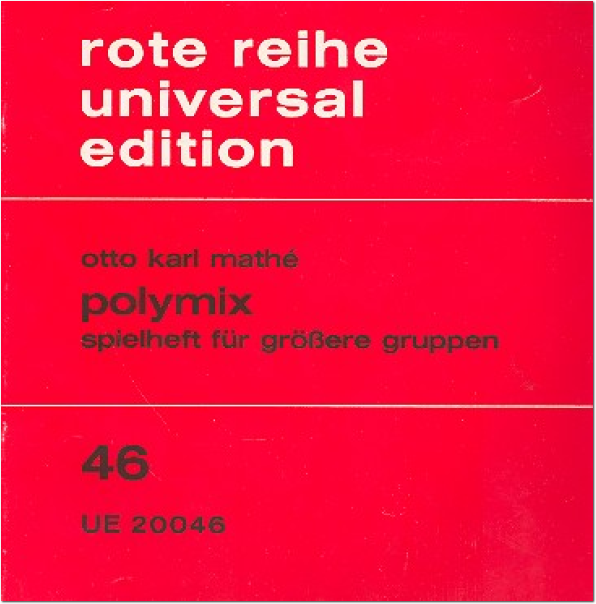 rote reihe
universal
edition
otto karl mathé
polymix
spielheft für größere gruppen
46
UE 20046